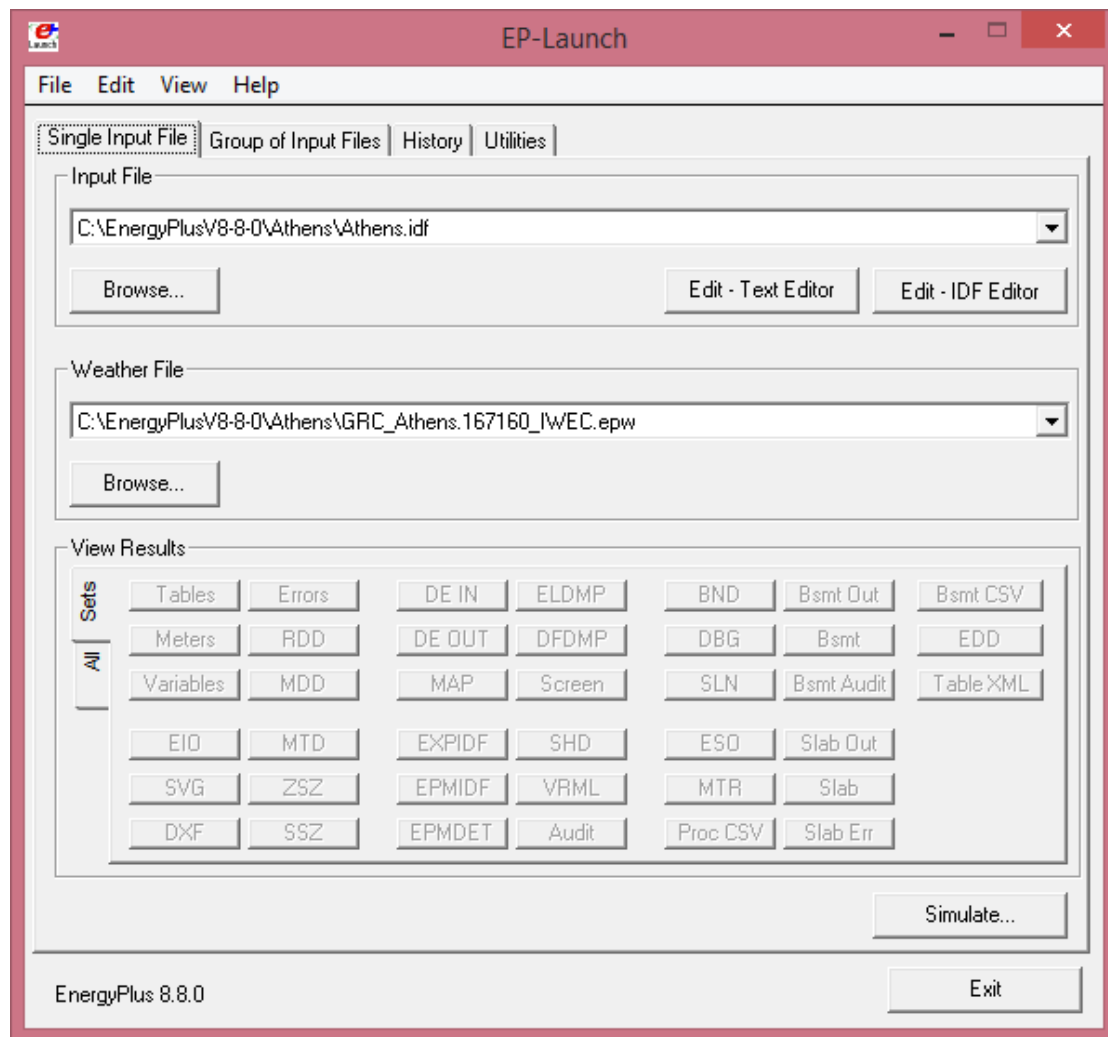 EP-Launch
File Edit View Help
Single Input File Group of Input Files History Utilities
Input File
C:\EnergyPlusV8-8-0\Athens\Athens.idf
Browse... Edit - Text Editor Edit - IDF Editor
Weather File
C:\EnergyPlusV8-8-0\Athens\GRC_Athens.167160_IWEC.epw
Browse...
View Results
Sets
All
Tables Errors DE IN ELDMP BND Bsmt Out Bsmt CSV
Meters RDD DE OUT DFDMP DBG Bsmt EDD
Variables MDD MAP Screen SLN Bsmt Audit Table XML
EIO MTD EXPIDF SHD ESO Slab Out
SVG ZSZ EPMIDF VRML MTR Slab
DXF SSZ EPMDET Audit Proc CSV Slab Err
Simulate...
EnergyPlus 8.8.0 Exit